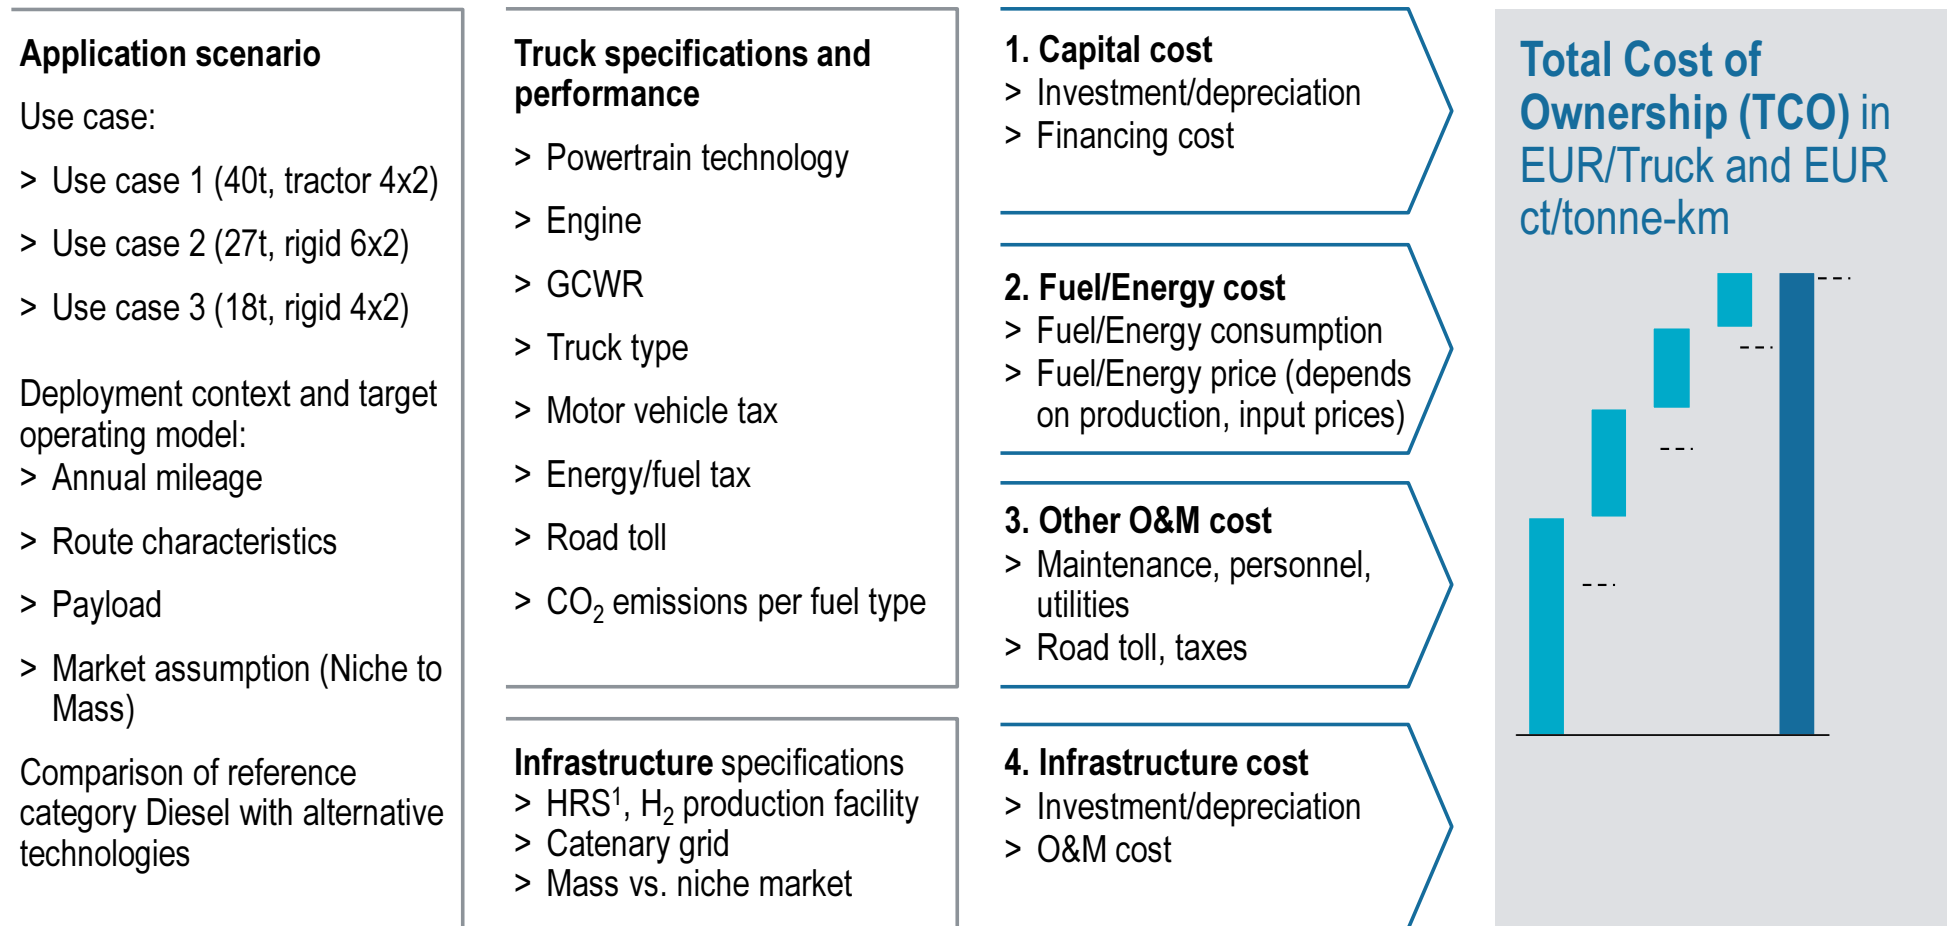 Application scenario
Use case:
> Use case 1 (40t, tractor 4x2)
> Use case 2 (27t, rigid 6x2)
> Use case 3 (18t, rigid 4x2)
Deployment context and target
operating model:
> Annual mileage
> Route characteristics
> Payload
> Market assumption (Niche to
Mass)
Comparison of reference
category Diesel with alternative
technologies
Truck specifications and
performance
> Powertrain technology
> Engine
> GCWR
> Truck type
> Motor vehicle tax
> Energy/fuel tax
> Road toll
> CO₂ emissions per fuel type
Infrastructure specifications
> HRS¹, H₂ production facility
> Catenary grid
> Mass vs. niche market
1. Capital cost
> Investment/depreciation
> Financing cost
2. Fuel/Energy cost
> Fuel/Energy consumption
> Fuel/Energy price (depends
on production, input prices)
3. Other O&M cost
> Maintenance, personnel,
utilities
> Road toll, taxes
4. Infrastructure cost
> Investment/depreciation
> O&M cost
Total Cost of
Ownership (TCO) in
EUR/Truck and EUR
ct/tonne-km